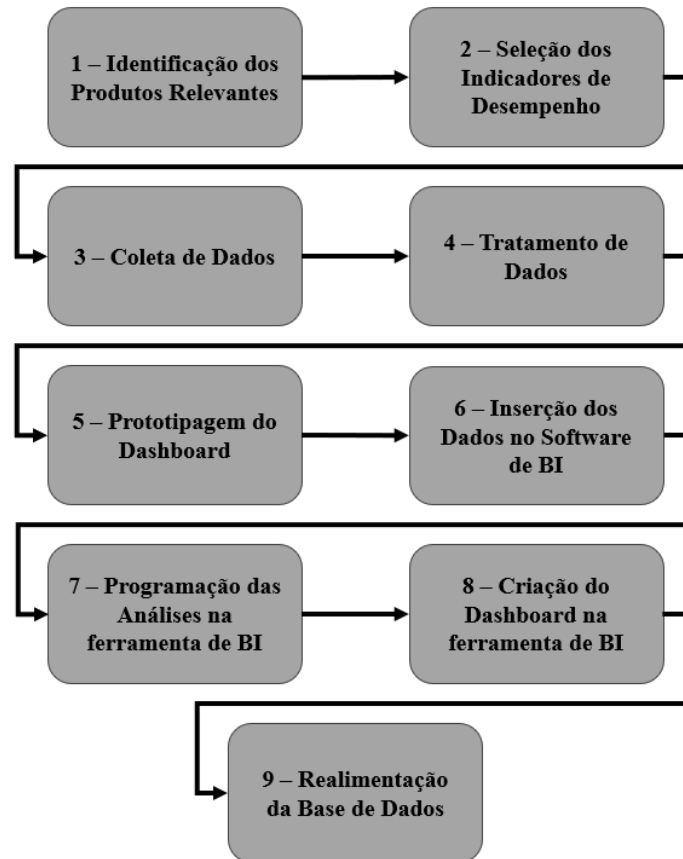 1 – Identificação dos
Produtos Relevantes
2 – Seleção dos
Indicadores de
Desempenho
3 – Coleta de Dados
4 – Tratamento de
Dados
5 – Prototipagem do
Dashboard
6 – Inserção dos
Dados no Software
de BI
7 – Programação das
Análises na
ferramenta de BI
8 – Criação do
Dashboard na
ferramenta de BI
9 – Realimentação
da Base de Dados